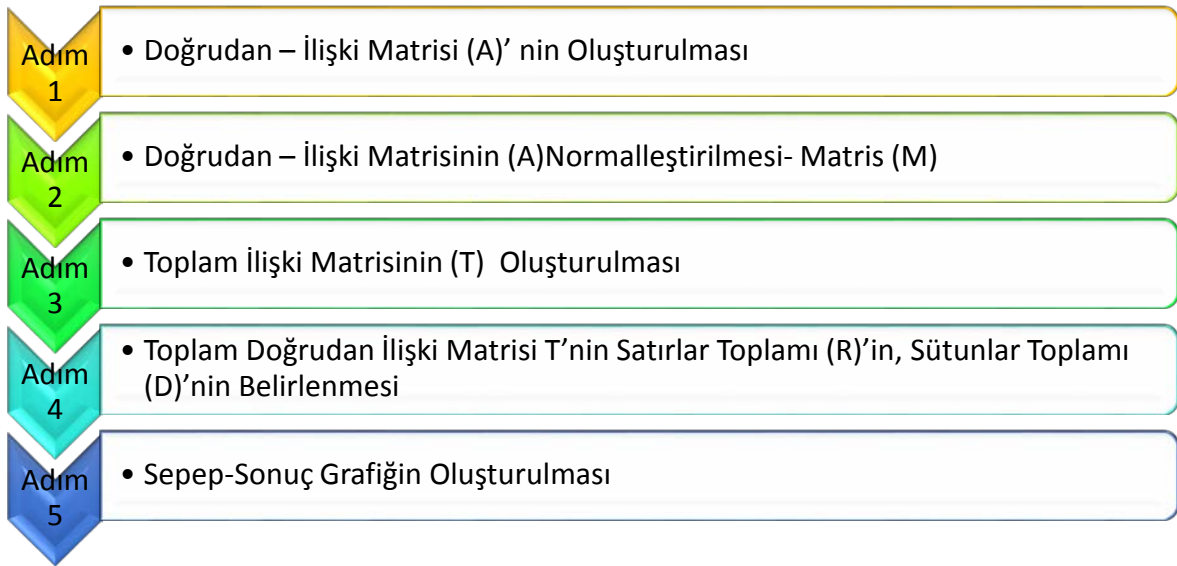 Adım
1
• Doğrudan – İlişki Matrisi (A)' nin Oluşturulması
Adım
2
• Doğrudan – İlişki Matrisinin (A)Normalleştirilmesi- Matris (M)
Adım
3
• Toplam İlişki Matrisinin (T) Oluşturulması
Adım
4
• Toplam Doğrudan İlişki Matrisi T'nin Satırlar Toplamı (R)'in, Sütunlar Toplamı
(D)'nin Belirlenmesi
Adım
5
• Sepep-Sonuç Grafiğin Oluşturulması